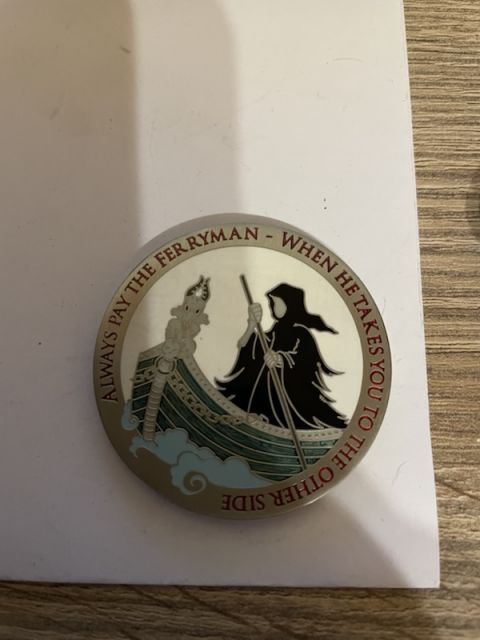 ALWAYS PAY THE FERRYMAN - WHEN HE TAKES YOU TO THE OTHER SIDE